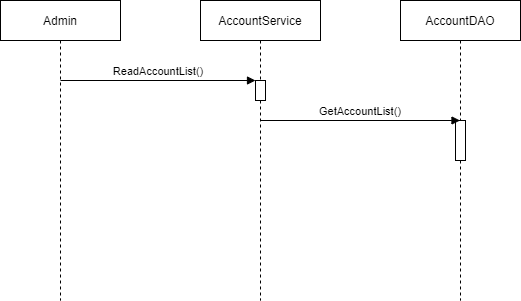 Admin
AccountService
AccountDAO
ReadAccountList()
GetAccountList()